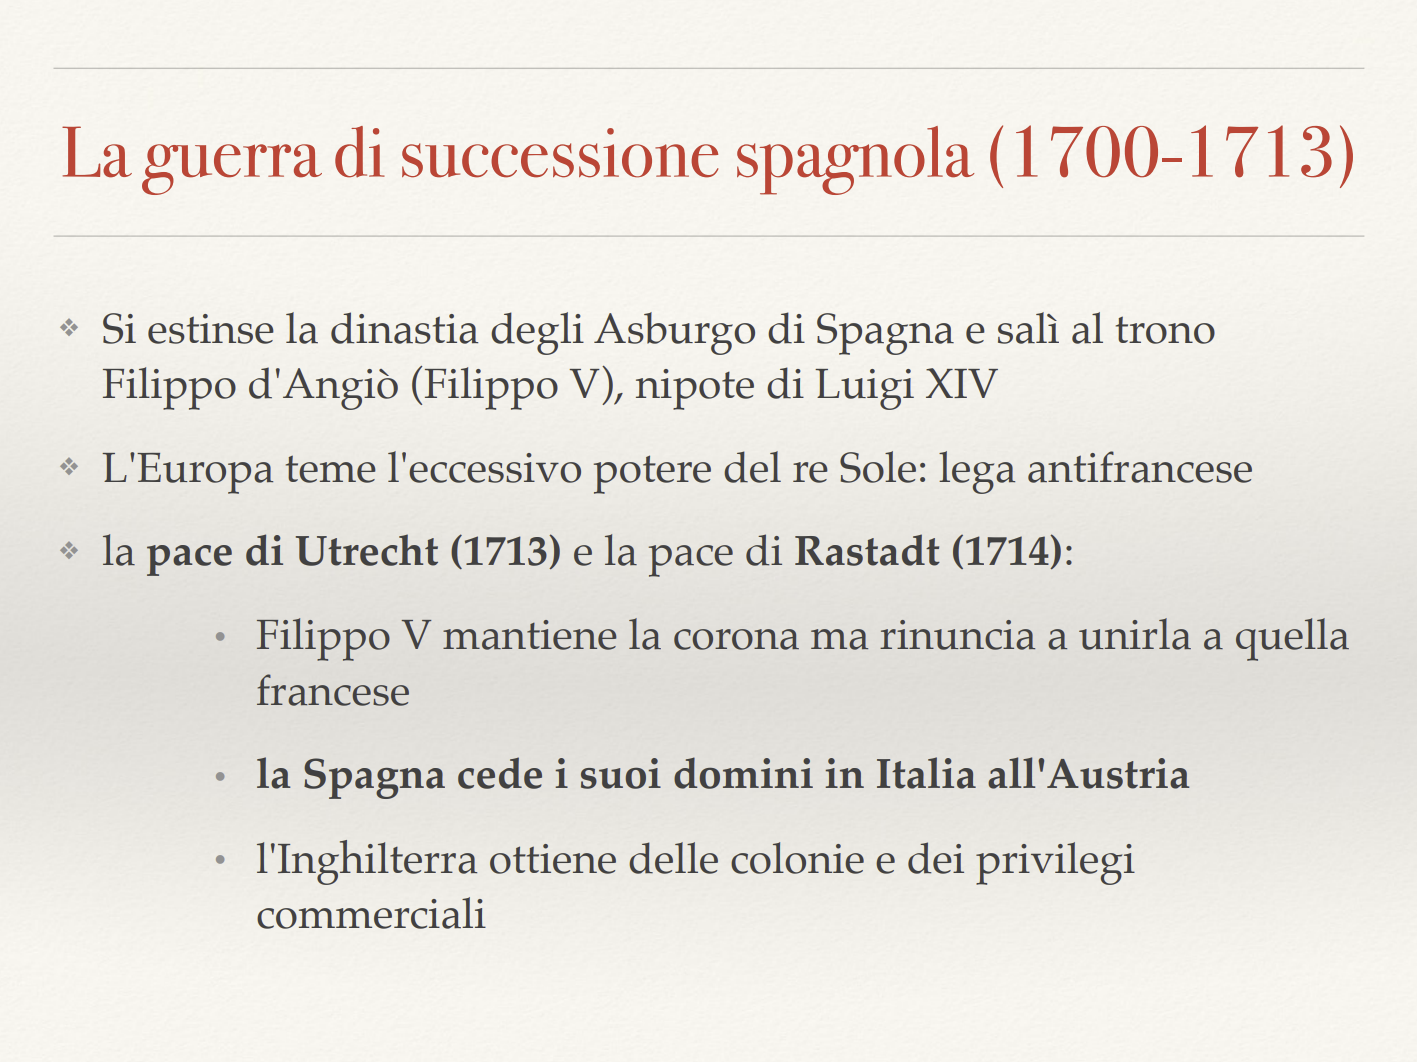 La guerra di successione spagnola (1700-1713)
❖ Si estinse la dinastia degli Asburgo di Spagna e salì al trono
Filippo d'Angiò (Filippo V), nipote di Luigi XIV
❖ L'Europa teme l'eccessivo potere del re Sole: lega antifrancese
❖ la pace di Utrecht (1713) e la pace di Rastadt (1714):
• Filippo V mantiene la corona ma rinuncia a unirla a quella
francese
• la Spagna cede i suoi domini in Italia all'Austria
• l'Inghilterra ottiene delle colonie e dei privilegi
commerciali